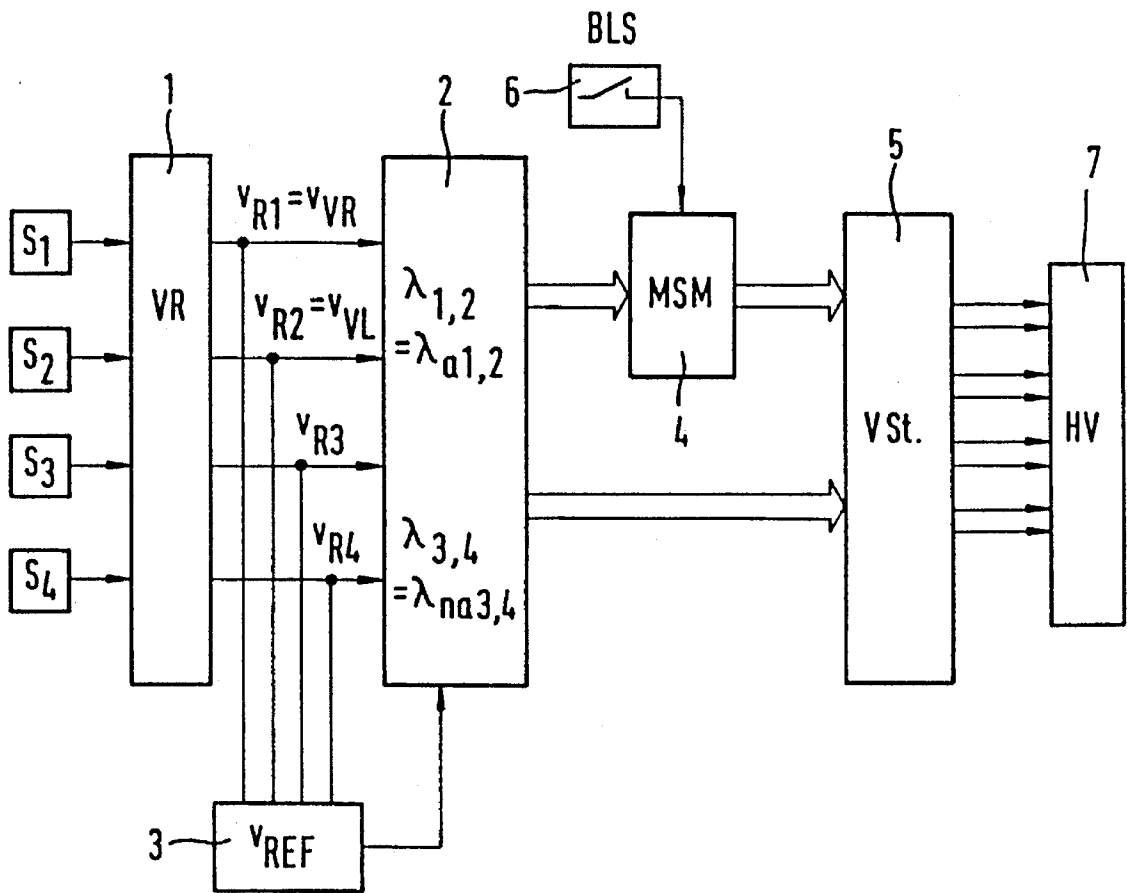 BLS
6
1
2
5
7
S1
S2
S3
S4
VR
vR1=vVR
vR2=vVL
vR3
vR4
λ1,2
=λa1,2
λ3,4
=λna3,4
MSM
4
VSt.
HV
3
vREF